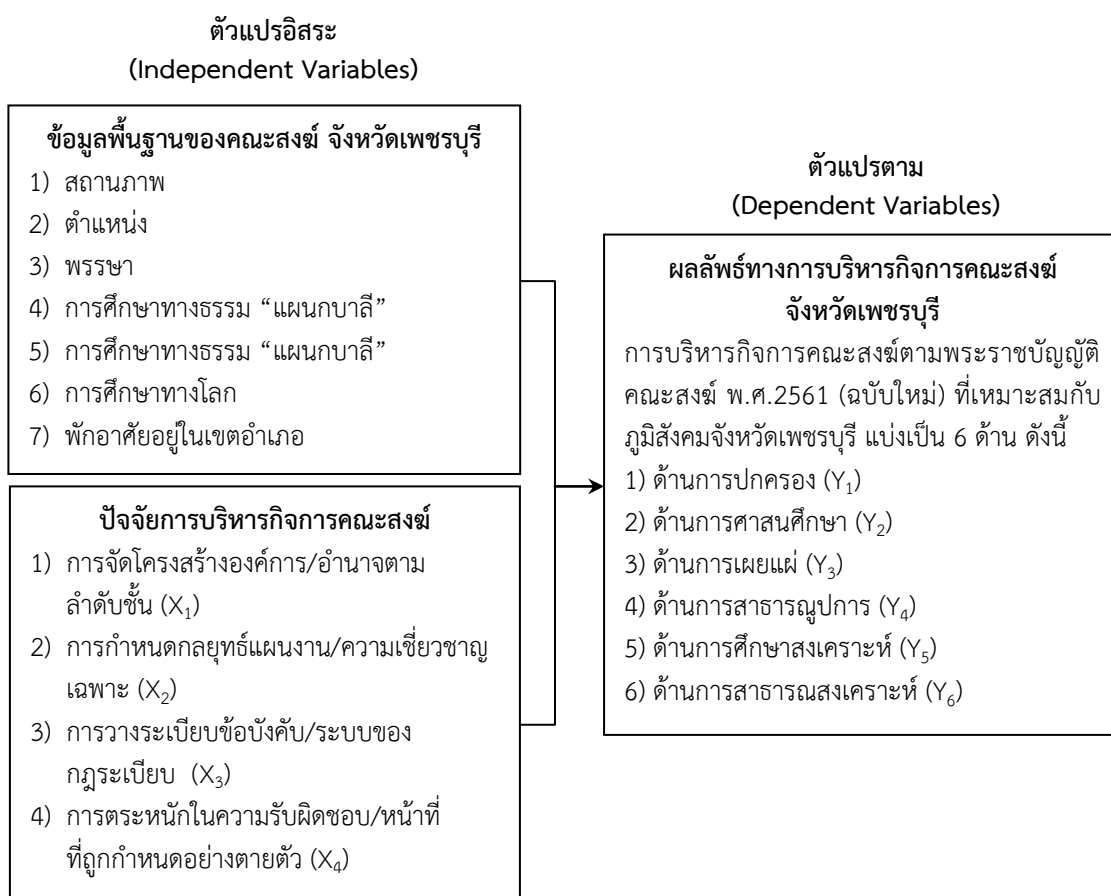 ตัวแปรอิสระ
(Independent Variables)
ข้อมูลพื้นฐานของคณะสงฆ์ จังหวัดเพชรบุรี
1) สถานภาพ
2) ตำแหน่ง
3) พรรษา
4) การศึกษาทางธรรม “แผนกบาลี”
5) การศึกษาทางธรรม “แผนกบาลี”
6) การศึกษาทางโลก
7) พักอาศัยอยู่ในเขตอำเภอ
ปัจจัยการบริหารกิจการคณะสงฆ์
1) การจัดโครงสร้างองค์การ/อำนาจตาม
ลำดับชั้น (X₁)
2) การกำหนดกลยุทธ์แผนงาน/ความเชี่ยวชาญ
เฉพาะ (X₂)
3) การวางระเบียบข้อบังคับ/ระบบของ
กฎระเบียบ (X₃)
4) การตระหนักในความรับผิดชอบ/หน้าที่
ที่ถูกกำหนดอย่างตายตัว (X₄)
ตัวแปรตาม
(Dependent Variables)
ผลลัพธ์ทางการบริหารกิจการคณะสงฆ์
จังหวัดเพชรบุรี
การบริหารกิจการคณะสงฆ์ตามพระราชบัญญัติ
คณะสงฆ์ พ.ศ.2561 (ฉบับใหม่) ที่เหมาะสมกับ
ภูมิสังคมจังหวัดเพชรบุรี แบ่งเป็น 6 ด้าน ดังนี้
1) ด้านการปกครอง (Y₁)
2) ด้านการศาสนศึกษา (Y₂)
3) ด้านการเผยแผ่ (Y₃)
4) ด้านการสาธารณูปการ (Y₄)
5) ด้านการศึกษาสงเคราะห์ (Y₅)
6) ด้านการสาธารณสงเคราะห์ (Y₆)